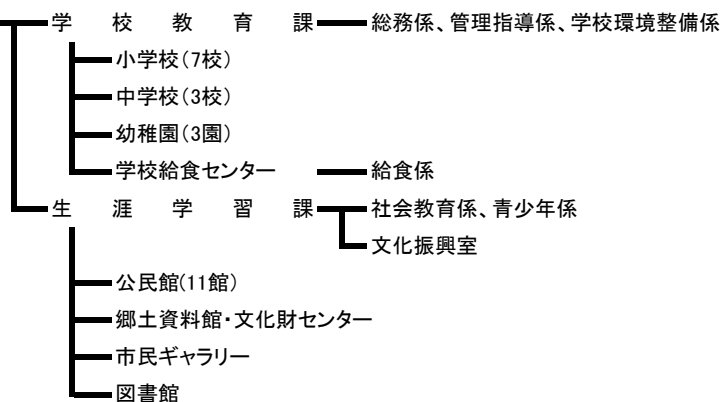 学校教育課 総務係、管理指導係、学校環境整備係
小学校(7校)
中学校(3校)
幼稚園(3園)
学校給食センター 給食係
生涯学習課 社会教育係、青少年係
文化振興室
公民館(11館)
郷土資料館・文化財センター
市民ギャラリー
図書館